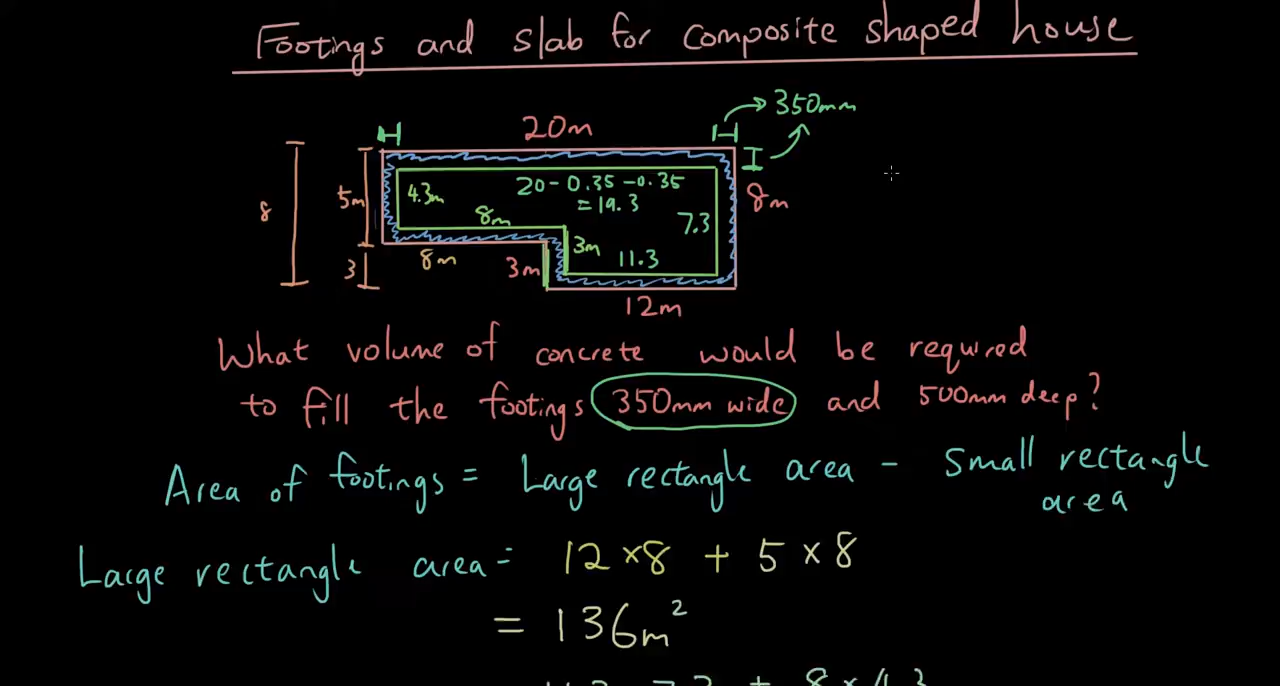 Footings and slab for composite shaped house
350mm
20m
8
5m
4.3m
20 - 0.35 - 0.35
= 19.3
8m
8m
7.3
3
8m
3m
3m
11.3
12m
What volume of concrete would be required
to fill the footings 350mm wide and 500mm deep?
Area of footings = Large rectangle area - Small rectangle
area
Large rectangle area = 12 × 8 + 5 × 8
= 136m²